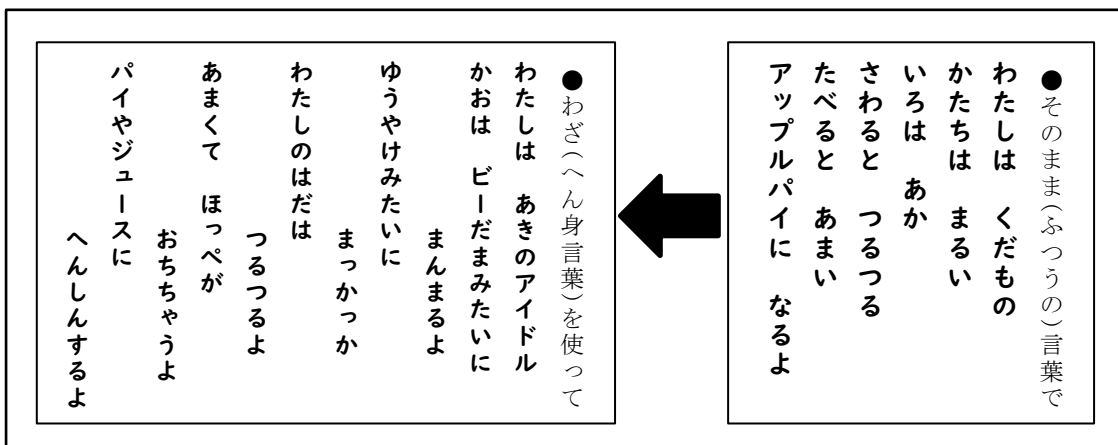 ●そのまま(ふつうの)言葉で
わたしは　くだもの
かたちは　まるい
いろは　あか
さわると　つるつる
たべると　あまい
アップルパイに　なるよ
●わざ(へん身言葉)を使って
わたしは　あきのアイドル
かおは　ビーだまみたいに
まんまるよ
ゆうやけみたいに
まっかっか
わたしのはだは
つるつるよ
あまくて　ほっぺが
おちちゃうよ
パイやジュースに
へんしんするよ